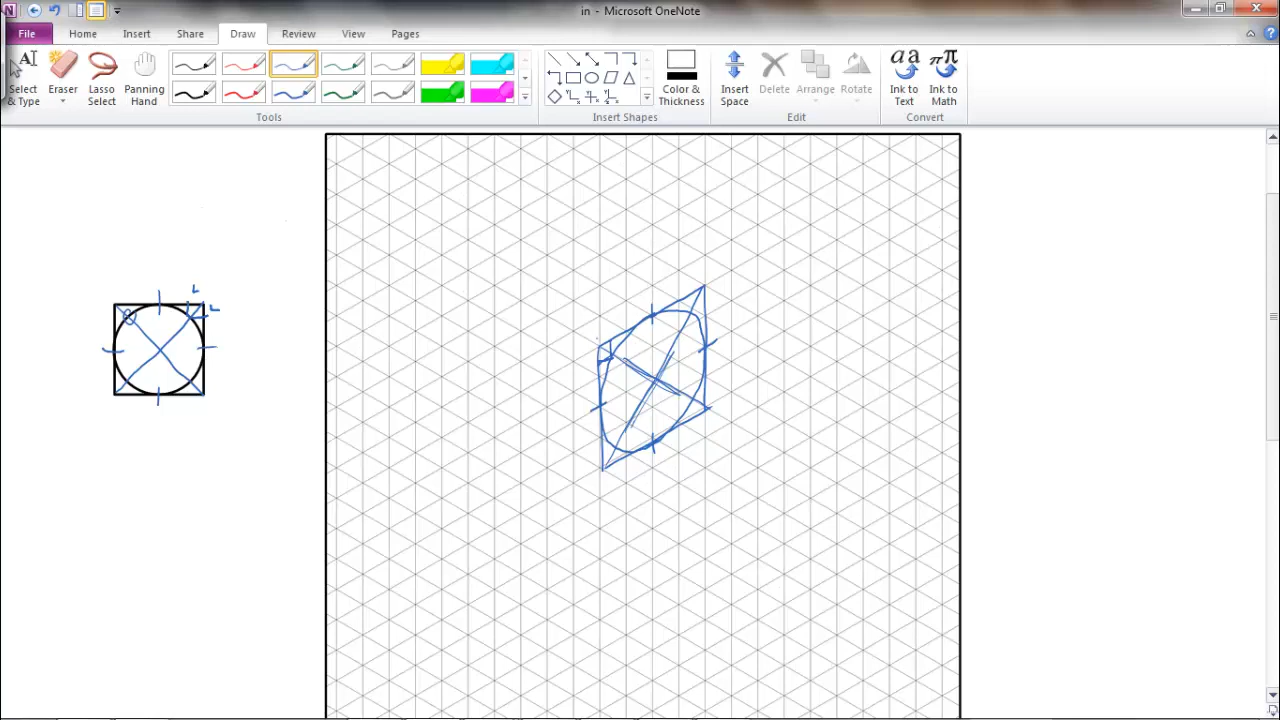 in - Microsoft OneNote
File Home Insert Share Draw Review View Pages
Select & Type
Eraser
Lasso Select
Panning Hand
Color & Thickness
Insert Space
Delete
Arrange
Rotate
Ink to Text
Ink to Math
Tools
Insert Shapes
Edit
Convert
L
L